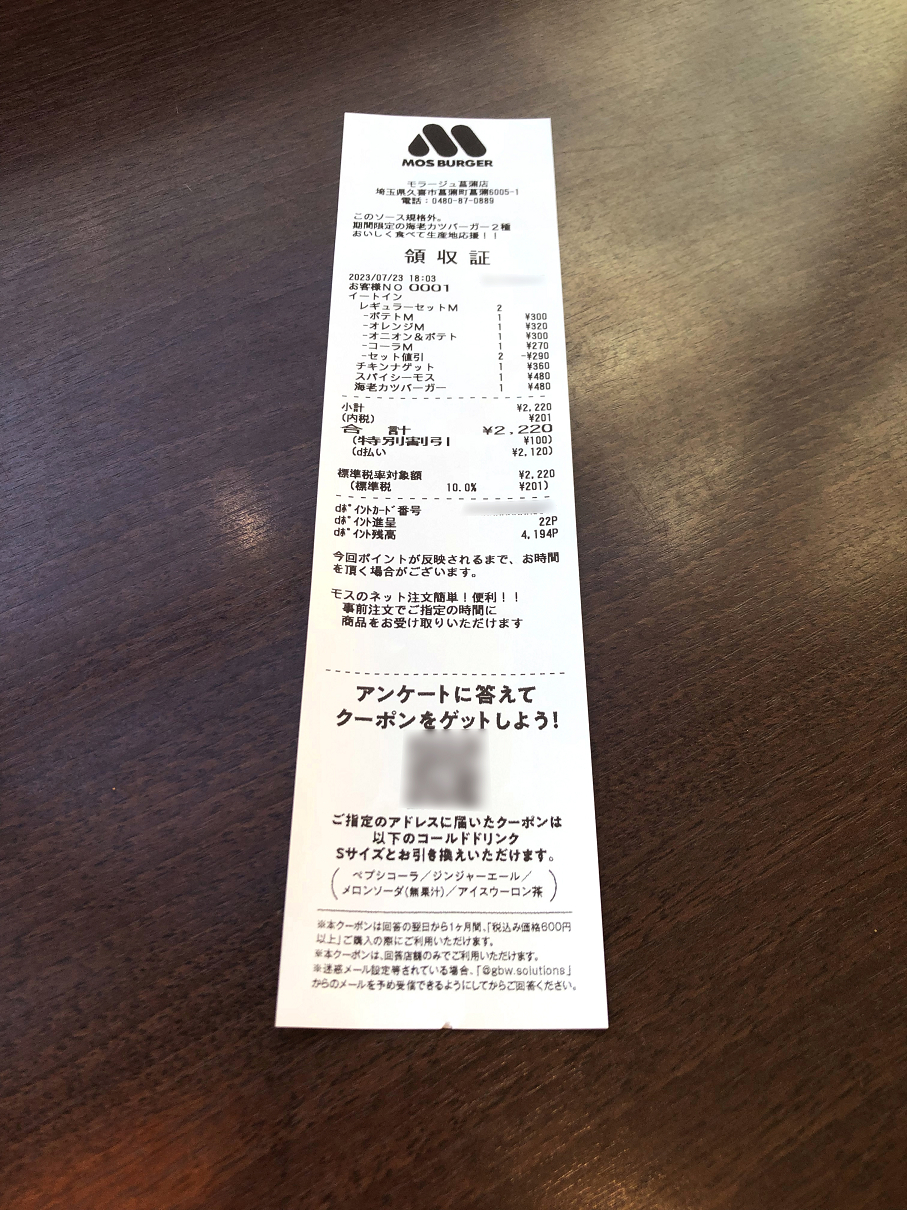 MOS BURGER
モラージュ菖蒲店
埼玉県久喜市菖蒲町菖蒲6005-1
電話：0480-87-0889
このソース規格外。
期間限定の海老カツバーガー２種
おいしく食べて生産地応援！！
領収証
2023/07/23 18:03
お客様NO 0001
イートイン
レギュラーセットM 2
-ポテトM 1 ¥300
-オレンジM 1 ¥320
-オニオン＆ポテト 1 ¥300
-コーラM 1 ¥270
-セット値引 2 -¥290
チキンナゲット 1 ¥360
スパイシーモス 1 ¥480
海老カツバーガー 1 ¥480
小計 ¥2,220
(内税) ¥201
合計 ¥2,220
(特別割引 ¥100)
(d払い ¥2,120)
標準税率対象額 ¥2,220
(標準税 10.0% ¥201)
dﾎﾟｲﾝﾄｶｰﾄﾞ番号
dﾎﾟｲﾝﾄ進呈 22P
dﾎﾟｲﾝﾄ残高 4,194P
今回ポイントが反映されるまで、お時間
を頂く場合がございます。
モスのネット注文簡単！便利！！
事前注文でご指定の時間に
商品をお受け取りいただけます
アンケートに答えて
クーポンをゲットしよう!
ご指定のアドレスに届いたクーポンは
以下のコールドドリンク
Sサイズとお引き換えいただけます。
(ペプシコーラ／ジンジャーエール／
メロンソーダ(無果汁)／アイスウーロン茶)
※本クーポンは回答の翌日から1ヶ月間、「税込み価格600円
以上」ご購入の際にご利用いただけます。
※本クーポンは、回答店舗のみでご利用いただけます。
※迷惑メール設定等されている場合、「@gbw.solutions」
からのメールを予め受信できるようにしてからご回答ください。